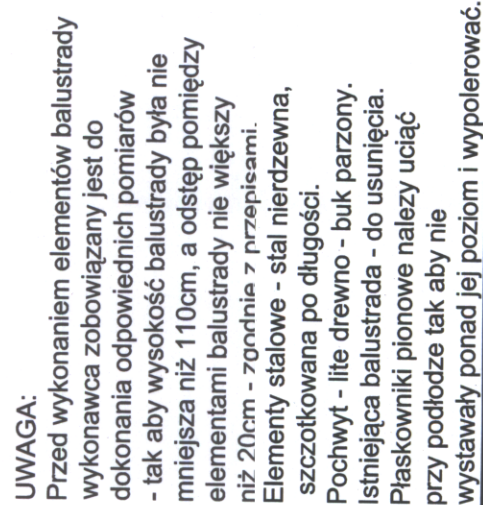 UWAGA:
Przed wykonaniem elementów balustrady
wykonawca zobowiązany jest do
dokonania odpowiednich pomiarów
- tak aby wysokość balustrady była nie
mniejsza niż 110cm, a odstęp pomiędzy
elementami balustrady nie większy
niż 20cm - zgodnie z przepisami.
Elementy stalowe - stal nierdzewna,
szczotkowana po długości.
Pochwyt - lite drewno - buk parzony.
Istniejąca balustrada - do usunięcia.
Płaskowniki pionowe nalezy uciąć
przy podłodze tak aby nie
wystawały ponad jej poziom i wypolerować.